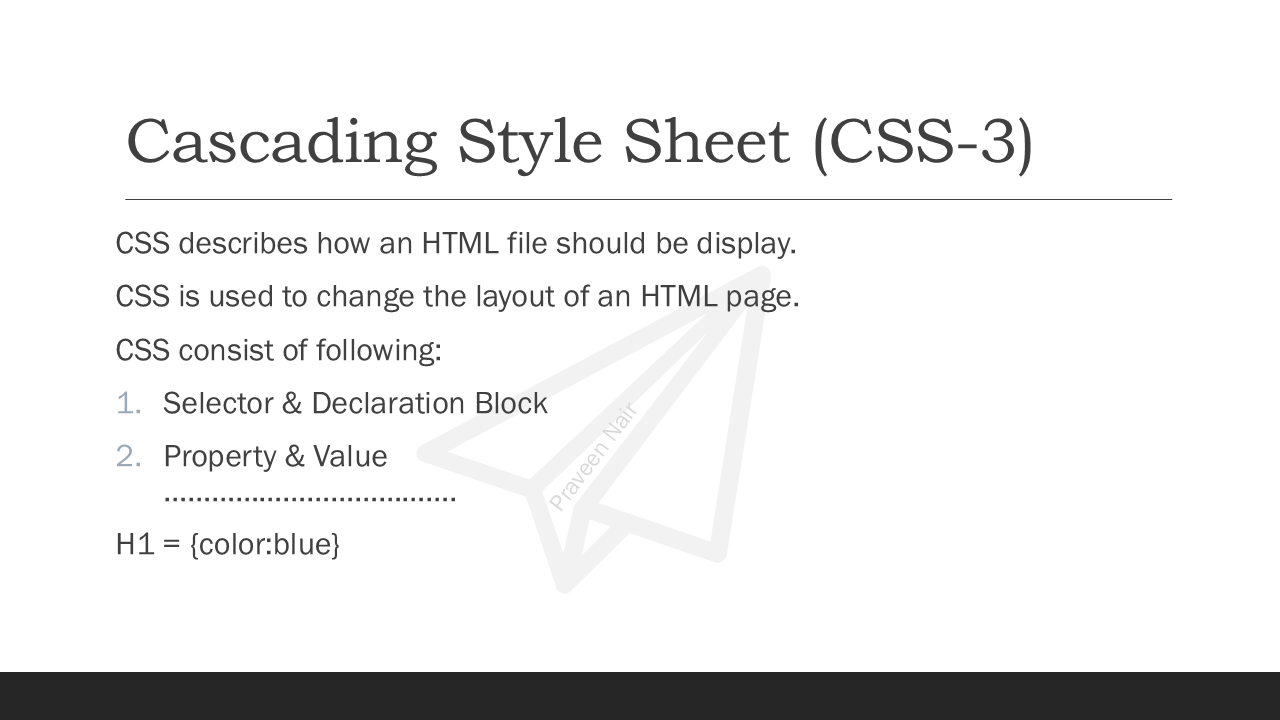 Cascading Style Sheet (CSS-3)
CSS describes how an HTML file should be display.
CSS is used to change the layout of an HTML page.
CSS consist of following:
1. Selector & Declaration Block
2. Property & Value
....................................
H1 = {color:blue}
Praveen Nair